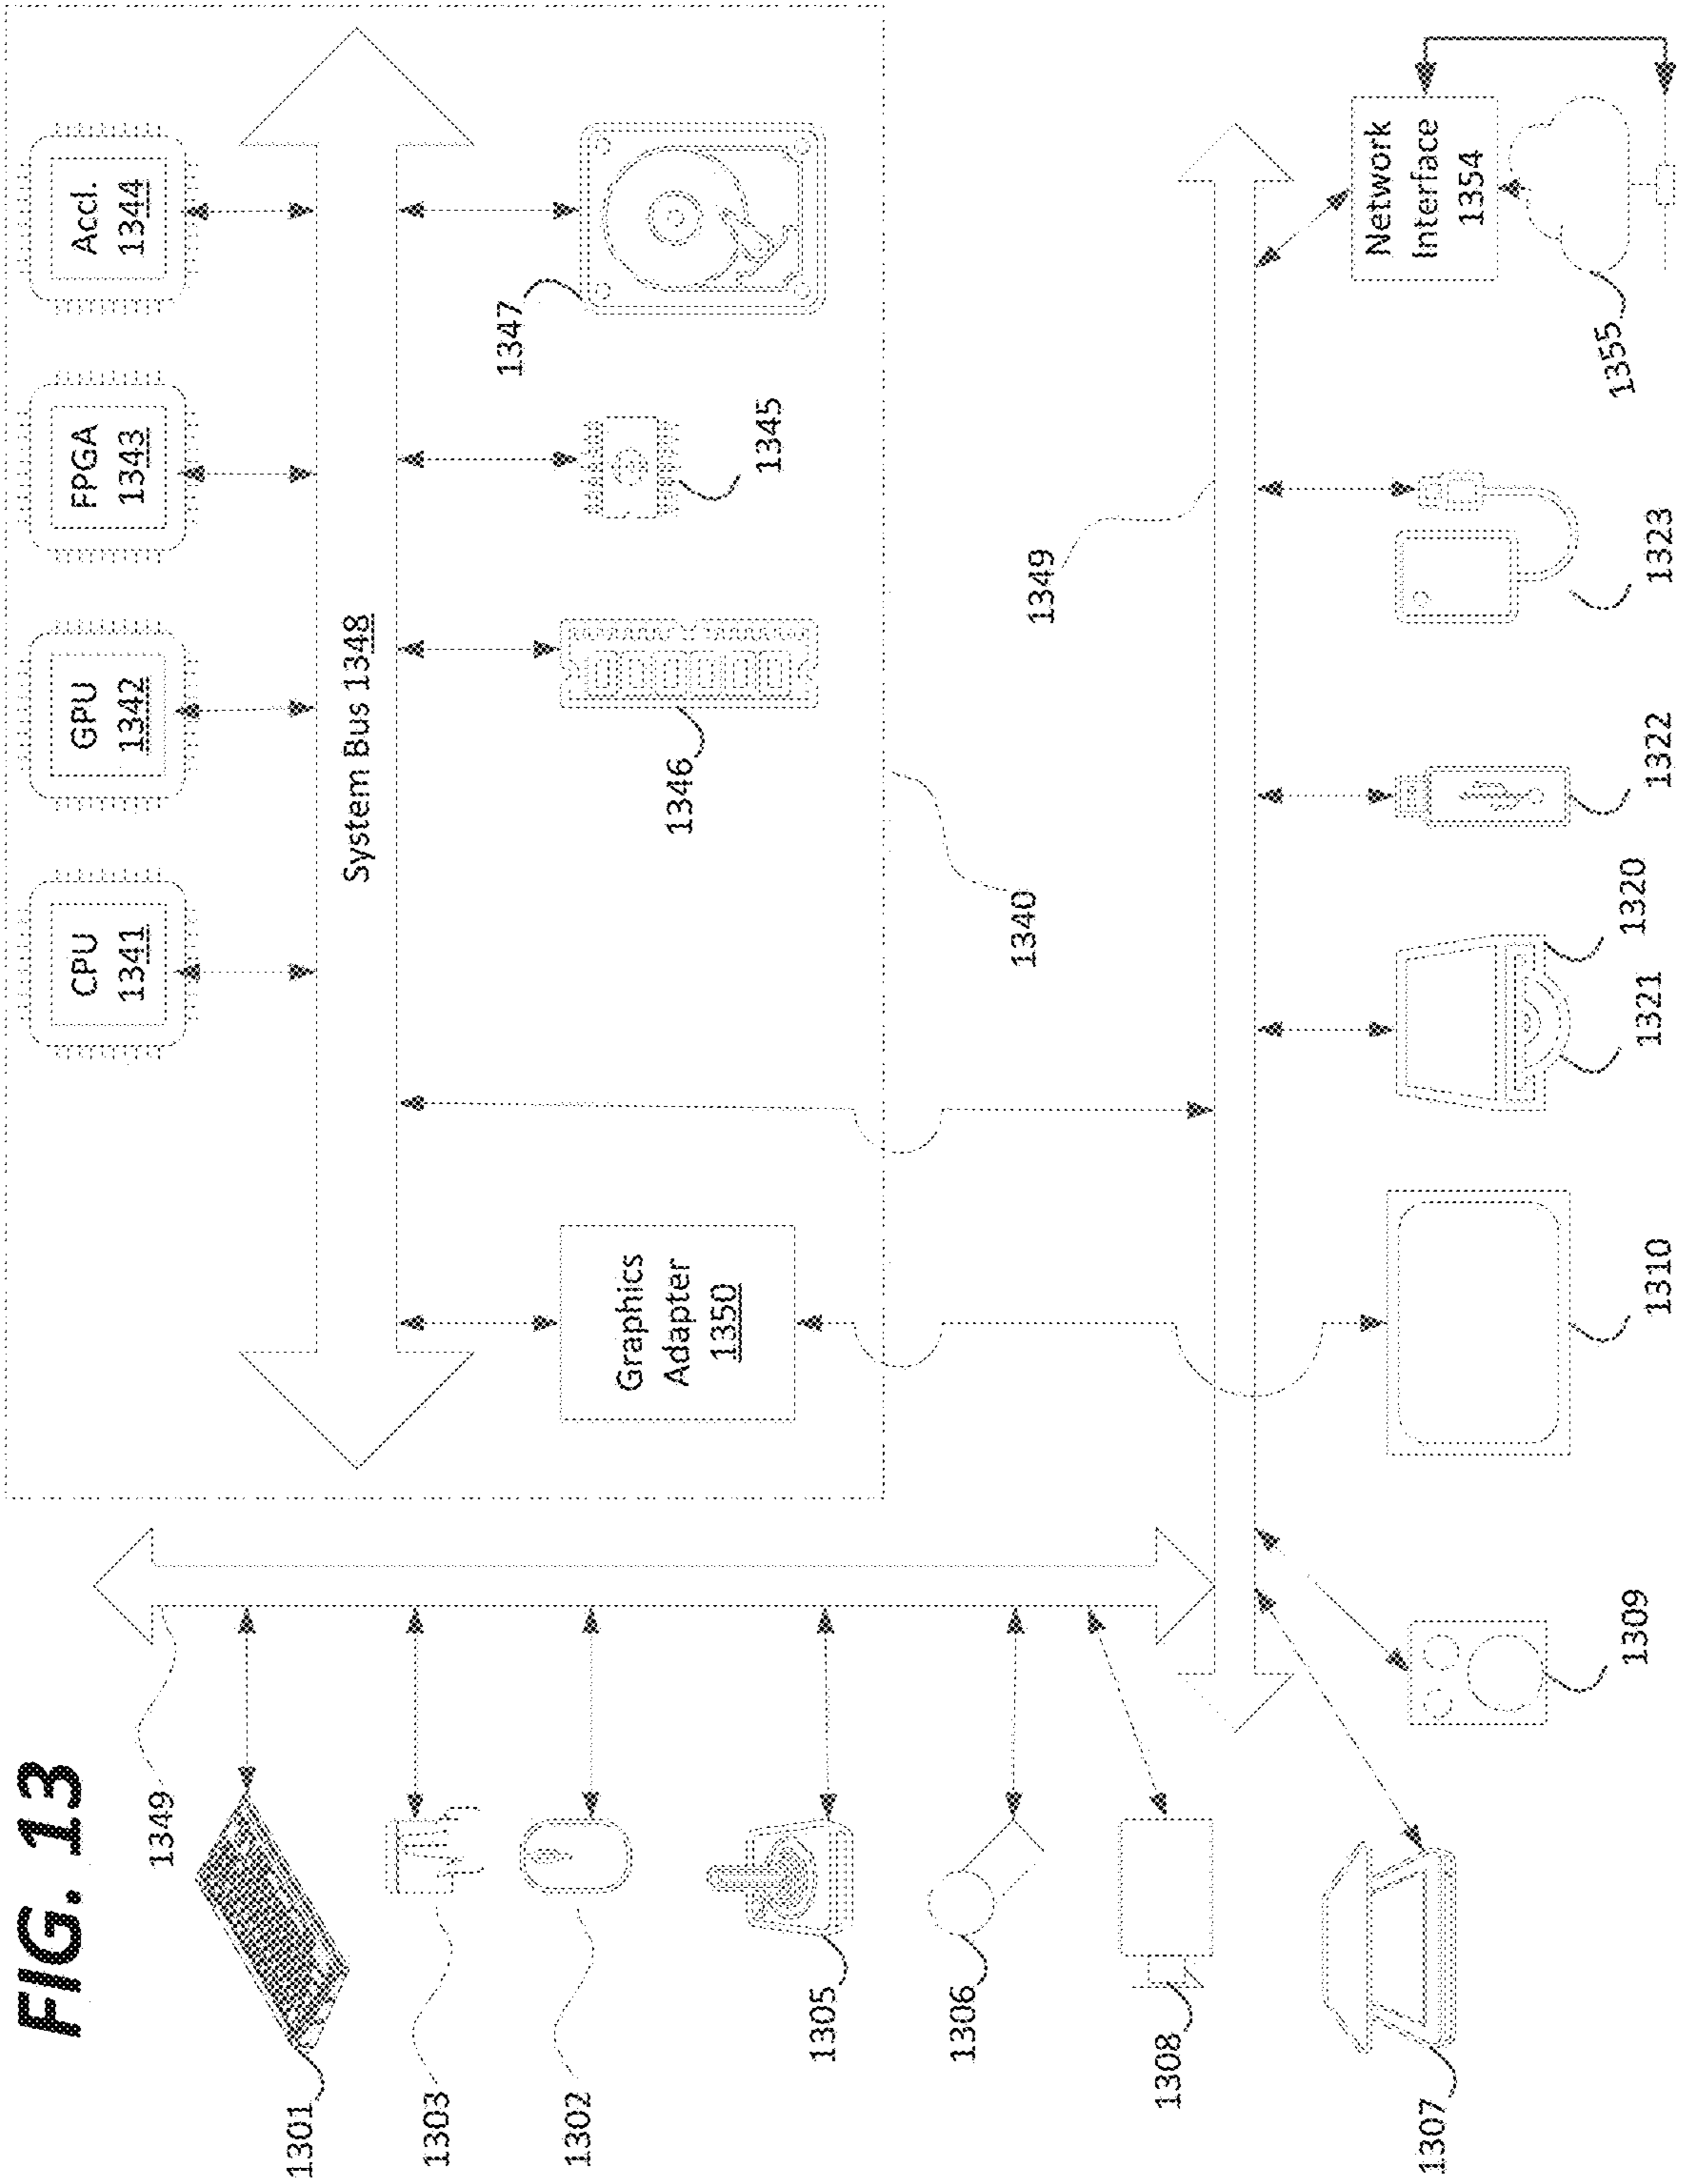 FIG. 13
CPU
1341
GPU
1342
FPGA
1343
Accl.
1344
System Bus 1348
Graphics
Adapter
1350
1346
1345
1347
1340
1349
1349
1301
1303
1302
1305
1306
1308
1307
1309
1310
1321
1320
1322
1323
Network
Interface
1354
1355